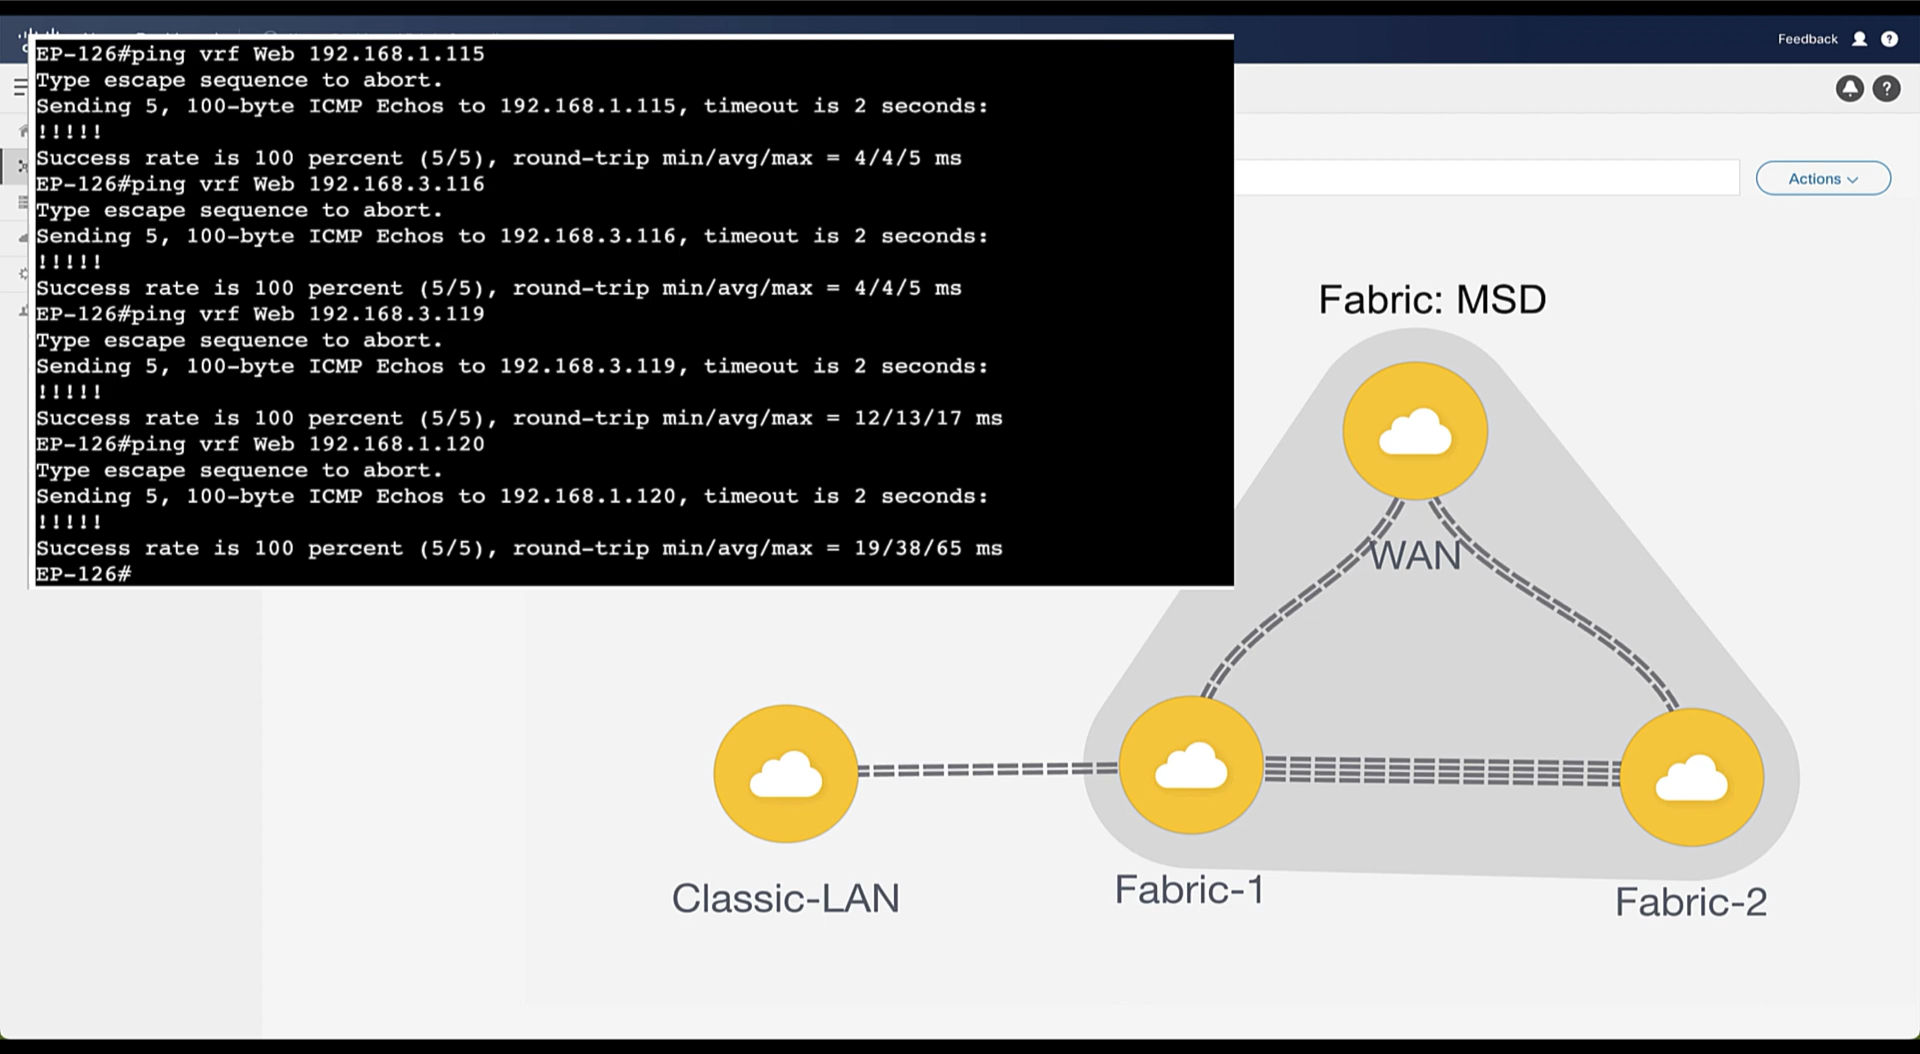 Feedback
EP-126#ping vrf Web 192.168.1.115
Type escape sequence to abort.
Sending 5, 100-byte ICMP Echos to 192.168.1.115, timeout is 2 seconds:
!!!!!
Success rate is 100 percent (5/5), round-trip min/avg/max = 4/4/5 ms
EP-126#ping vrf Web 192.168.3.116
Type escape sequence to abort.
Sending 5, 100-byte ICMP Echos to 192.168.3.116, timeout is 2 seconds:
!!!!!
Success rate is 100 percent (5/5), round-trip min/avg/max = 4/4/5 ms
EP-126#ping vrf Web 192.168.3.119
Type escape sequence to abort.
Sending 5, 100-byte ICMP Echos to 192.168.3.119, timeout is 2 seconds:
!!!!!
Success rate is 100 percent (5/5), round-trip min/avg/max = 12/13/17 ms
EP-126#ping vrf Web 192.168.1.120
Type escape sequence to abort.
Sending 5, 100-byte ICMP Echos to 192.168.1.120, timeout is 2 seconds:
!!!!!
Success rate is 100 percent (5/5), round-trip min/avg/max = 19/38/65 ms
EP-126#
Actions
Fabric: MSD
WAN
Classic-LAN
Fabric-1
Fabric-2